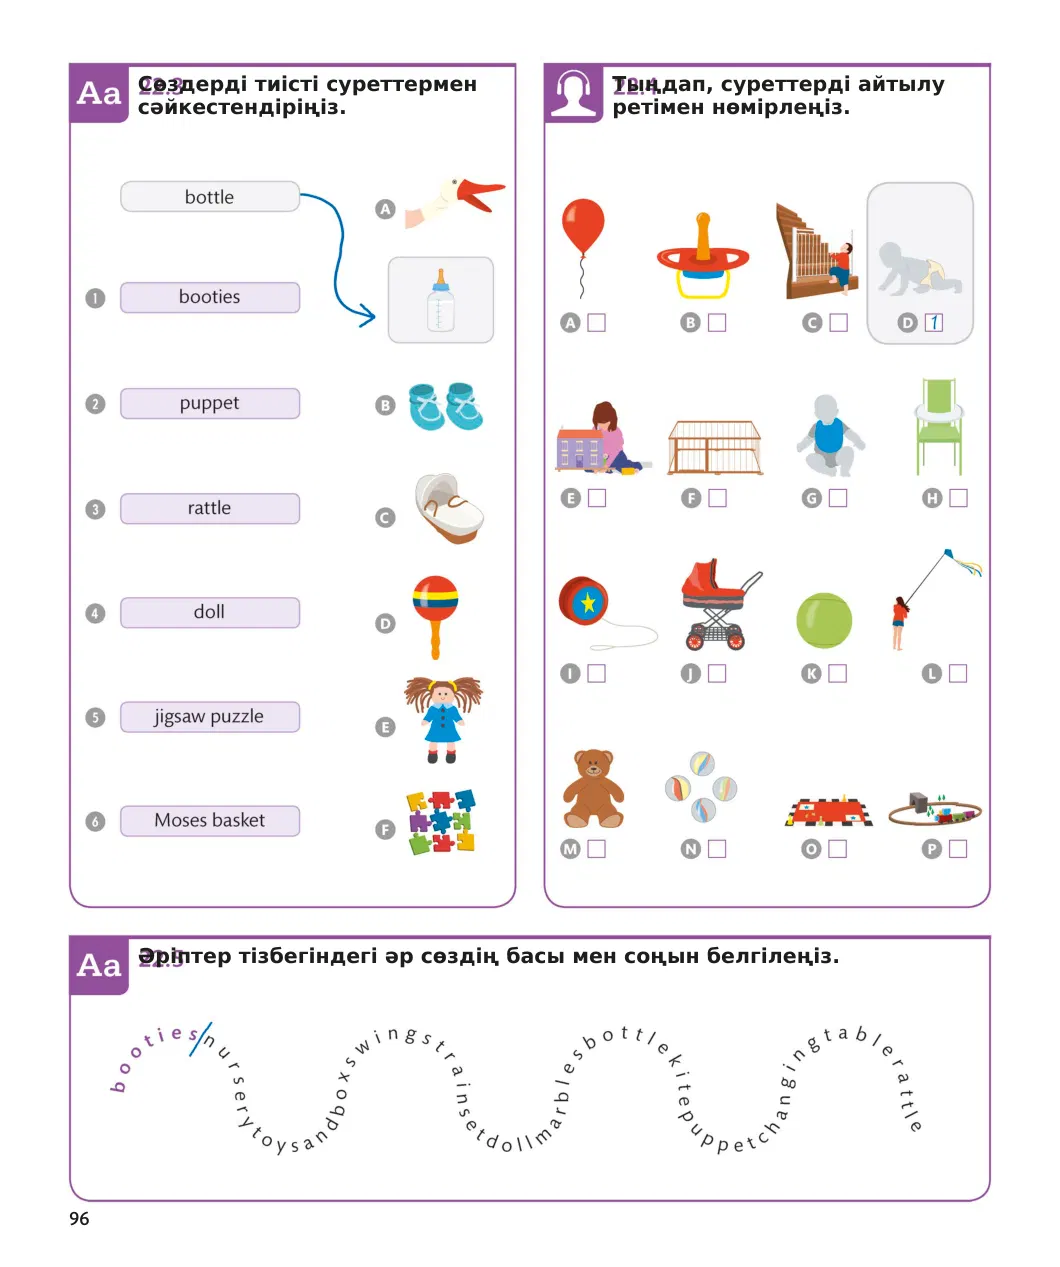 Aa 22.3 Сөздерді тиісті суреттермен
сәйкестендіріңіз.
bottle
A
1 booties
2 puppet
B
3 rattle
C
4 doll
D
5 jigsaw puzzle
E
6 Moses basket
F
22.4 Тыңдап, суреттерді айтылу
ретімен нөмірлеңіз.
A B C D 1
E F G H
I J K L
M N O P
Aa 22.5 Әріптер тізбегіндегі әр сөздің басы мен соңын белгілеңіз.
booties/nurserytoysandboxswingstrainsetdollmarblesbottlekitepuppetchangingtablerattle
96